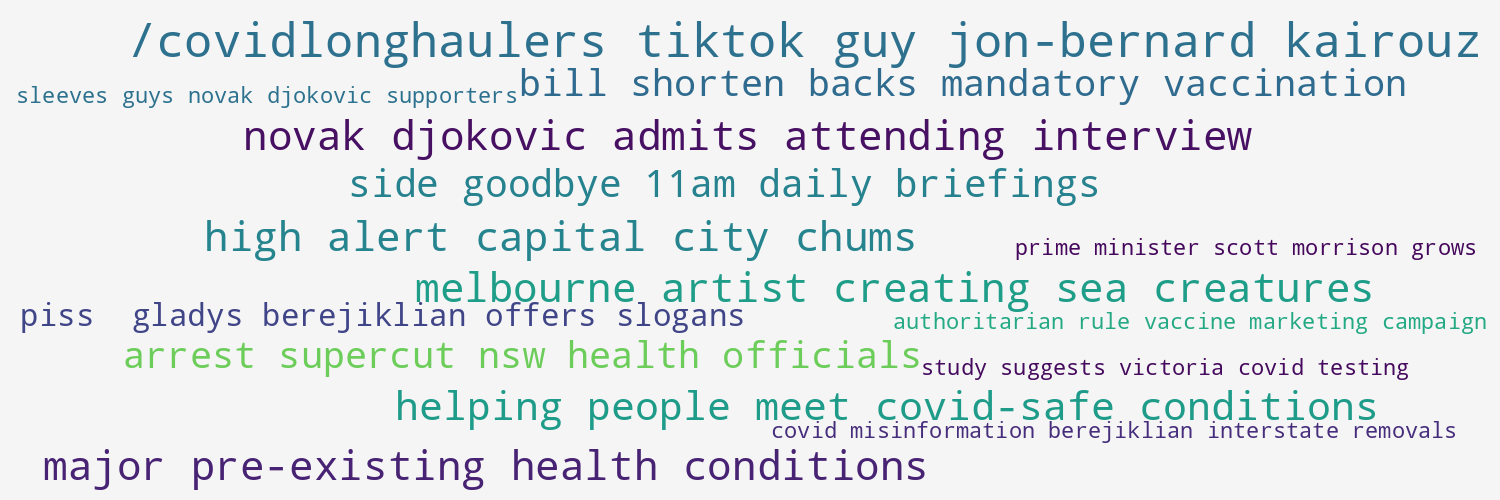 /covidlonghaulers tiktok guy jon-bernard kairouz
bill shorten backs mandatory vaccination
sleeves guys novak djokovic supporters
novak djokovic admits attending interview
side goodbye 11am daily briefings
high alert capital city chums
prime minister scott morrison grows
melbourne artist creating sea creatures
piss  gladys berejiklian offers slogans
authoritarian rule vaccine marketing campaign
arrest supercut nsw health officials
study suggests victoria covid testing
helping people meet covid-safe conditions
covid misinformation berejiklian interstate removals
major pre-existing health conditions